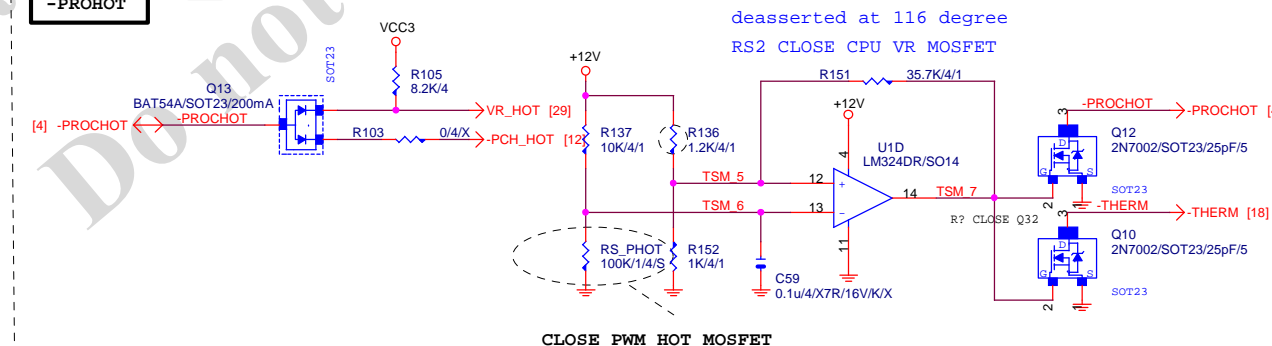 -PROHOT
Do not
deasserted at 116 degree
RS2 CLOSE CPU VR MOSFET
VCC3
SOT23
R105
8.2K/4
Q13
BAT54A/SOT23/200mA
[4] -PROCHOT
-PROCHOT
VR_HOT [29]
R103
0/4/X
-PCH_HOT [12]
+12V
R137
10K/4/1
R136
1.2K/4/1
R151
35.7K/4/1
+12V
4
U1D
LM324DR/SO14
TSM_5
12
+
TSM_6
13
-
14
TSM_7
11
R? CLOSE Q32
RS_PHOT
100K/1/4/S
R152
1K/4/1
C59
0.1u/4/X7R/16V/K/X
CLOSE PWM HOT MOSFET
3
-PROCHOT
-PROCHOT [4
Q12
2N7002/SOT23/25pF/5
D
G
S
SOT23
2
1
3
-THERM
-THERM [18]
Q10
2N7002/SOT23/25pF/5
D
G
S
SOT23
2
1